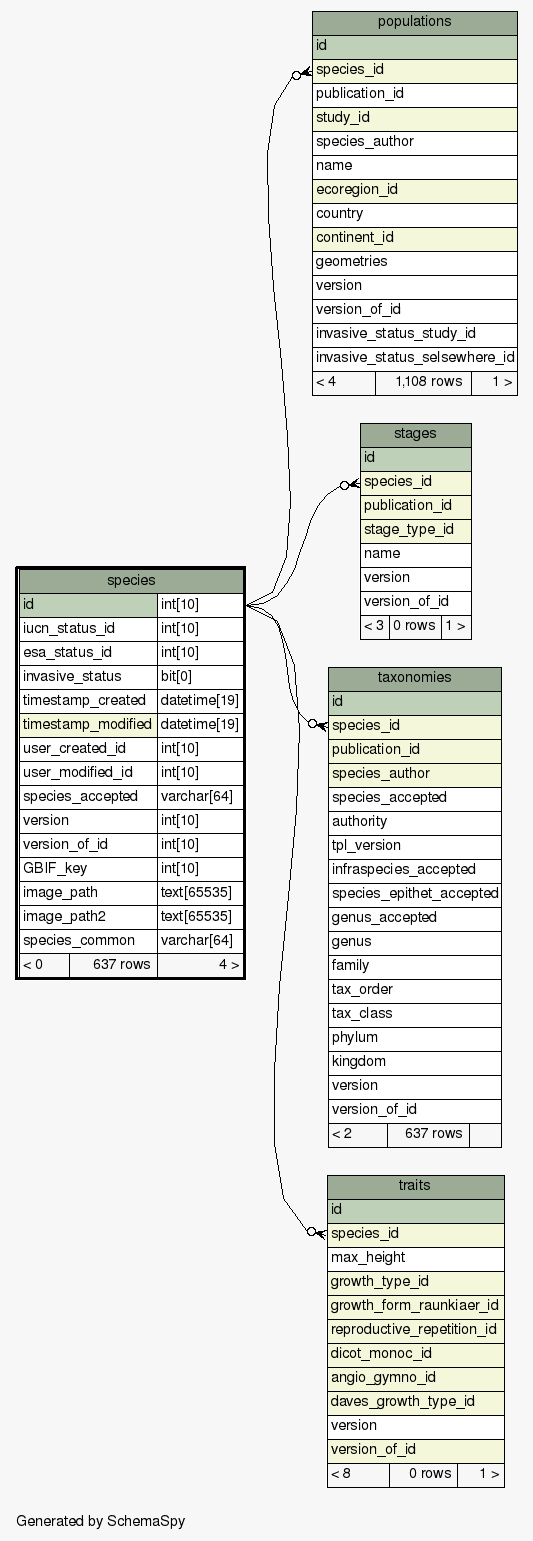 populations
id
species_id
publication_id
study_id
species_author
name
ecoregion_id
country
continent_id
geometries
version
version_of_id
invasive_status_study_id
invasive_status_selsewhere_id
< 4 1,108 rows 1 >
stages
id
species_id
publication_id
stage_type_id
name
version
version_of_id
< 3 0 rows 1 >
species
id int[10]
iucn_status_id int[10]
esa_status_id int[10]
invasive_status bit[0]
timestamp_created datetime[19]
timestamp_modified datetime[19]
user_created_id int[10]
user_modified_id int[10]
species_accepted varchar[64]
version int[10]
version_of_id int[10]
GBIF_key int[10]
image_path text[65535]
image_path2 text[65535]
species_common varchar[64]
< 0 637 rows 4 >
taxonomies
id
species_id
publication_id
species_author
species_accepted
authority
tpl_version
infraspecies_accepted
species_epithet_accepted
genus_accepted
genus
family
tax_order
tax_class
phylum
kingdom
version
version_of_id
< 2 637 rows
traits
id
species_id
max_height
growth_type_id
growth_form_raunkiaer_id
reproductive_repetition_id
dicot_monoc_id
angio_gymno_id
daves_growth_type_id
version
version_of_id
< 8 0 rows 1 >
Generated by SchemaSpy